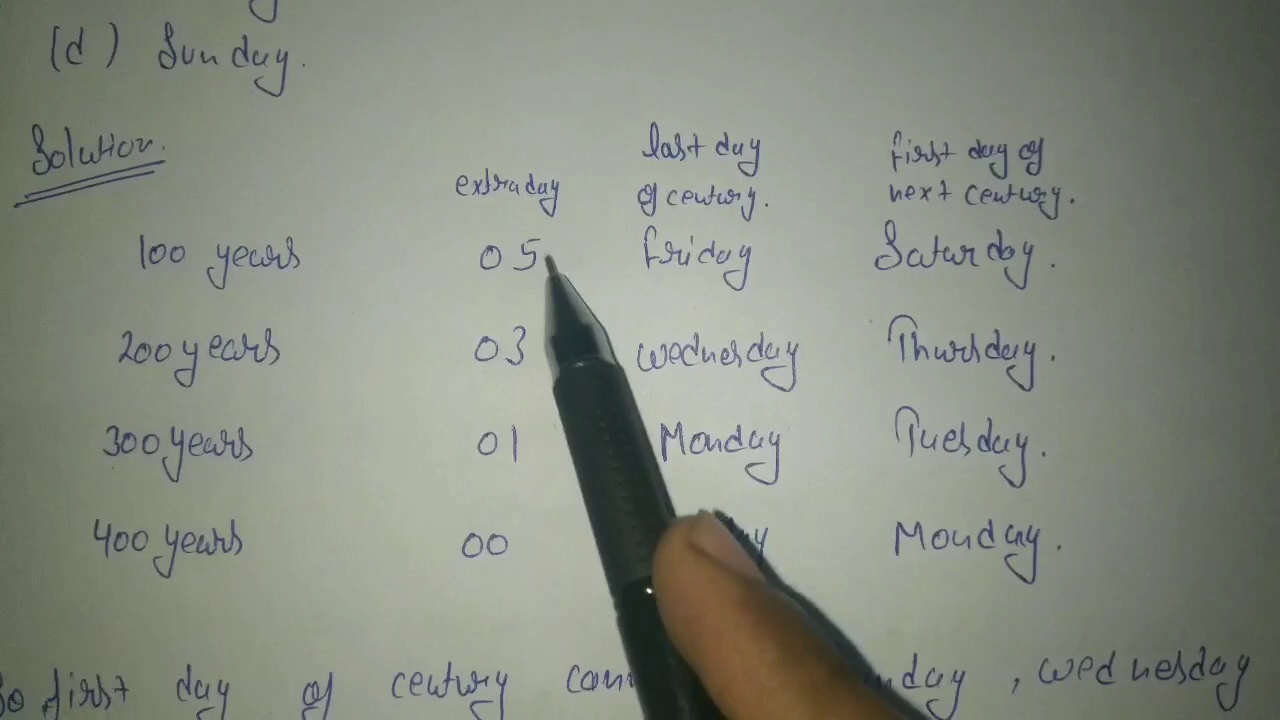 (d) Sunday.
Solution.
extraday last day of century. first day of next century.
100 years 05 friday Saturday.
200 years 03 wednesday Thursday.
300 years 01 Monday Tuesday.
400 years 00 Monday.
So first day of century , wednesday